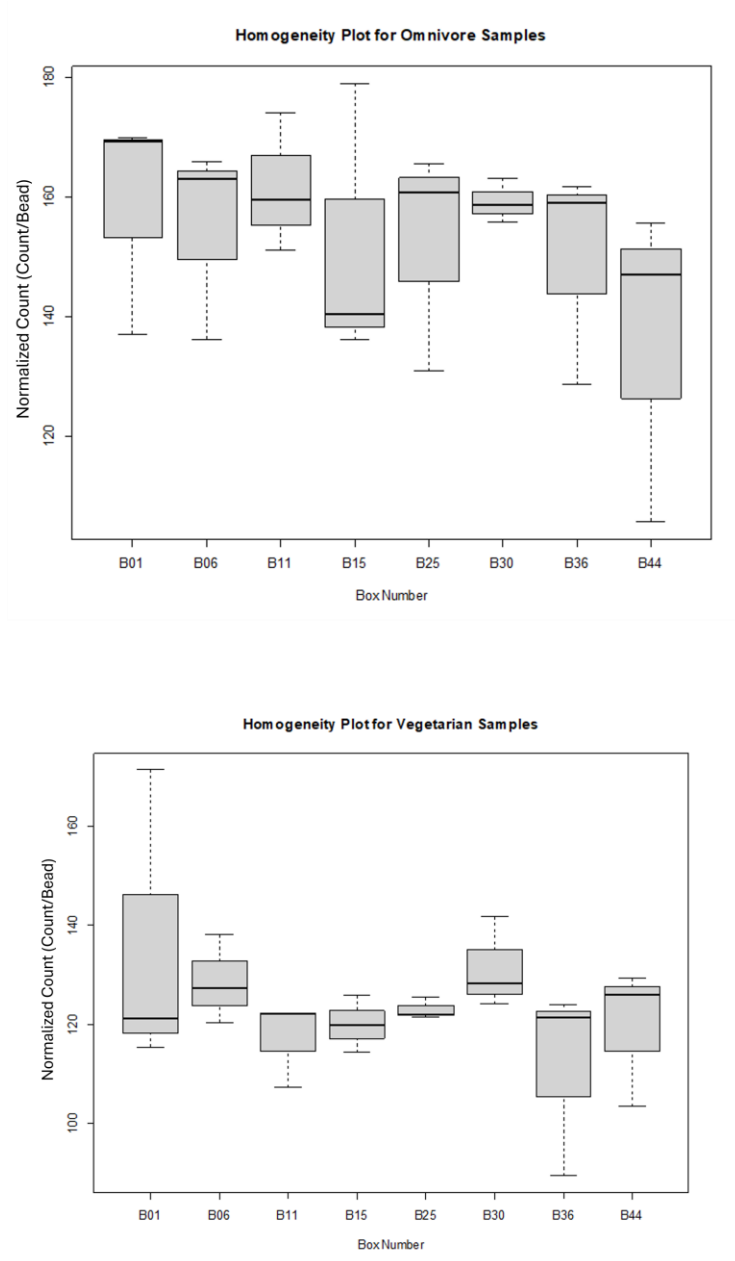 Homogeneity Plot for Omnivore Samples
Normalized Count (Count/Bead)
180
160
140
120
B01 B06 B11 B15 B25 B30 B36 B44
Box Number
Homogeneity Plot for Vegetarian Samples
Normalized Count (Count/Bead)
160
140
120
100
B01 B06 B11 B15 B25 B30 B36 B44
Box Number